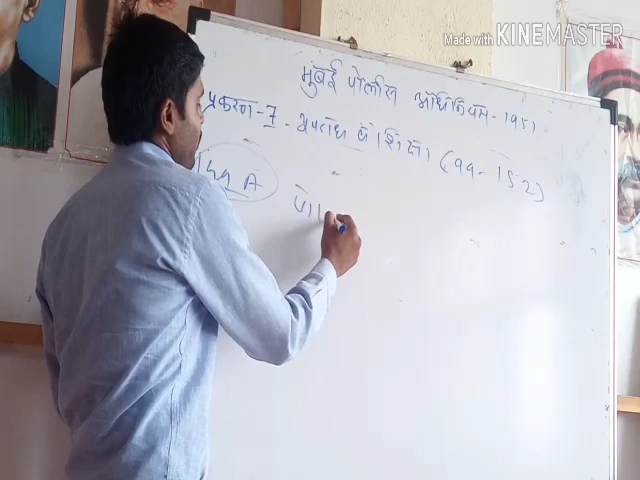 Made with KINEMASTER
मुंबई पोलीस अधिनियम - 1951
प्रकरण - 7 - अपराध व शिक्षा (99 - 152)
A